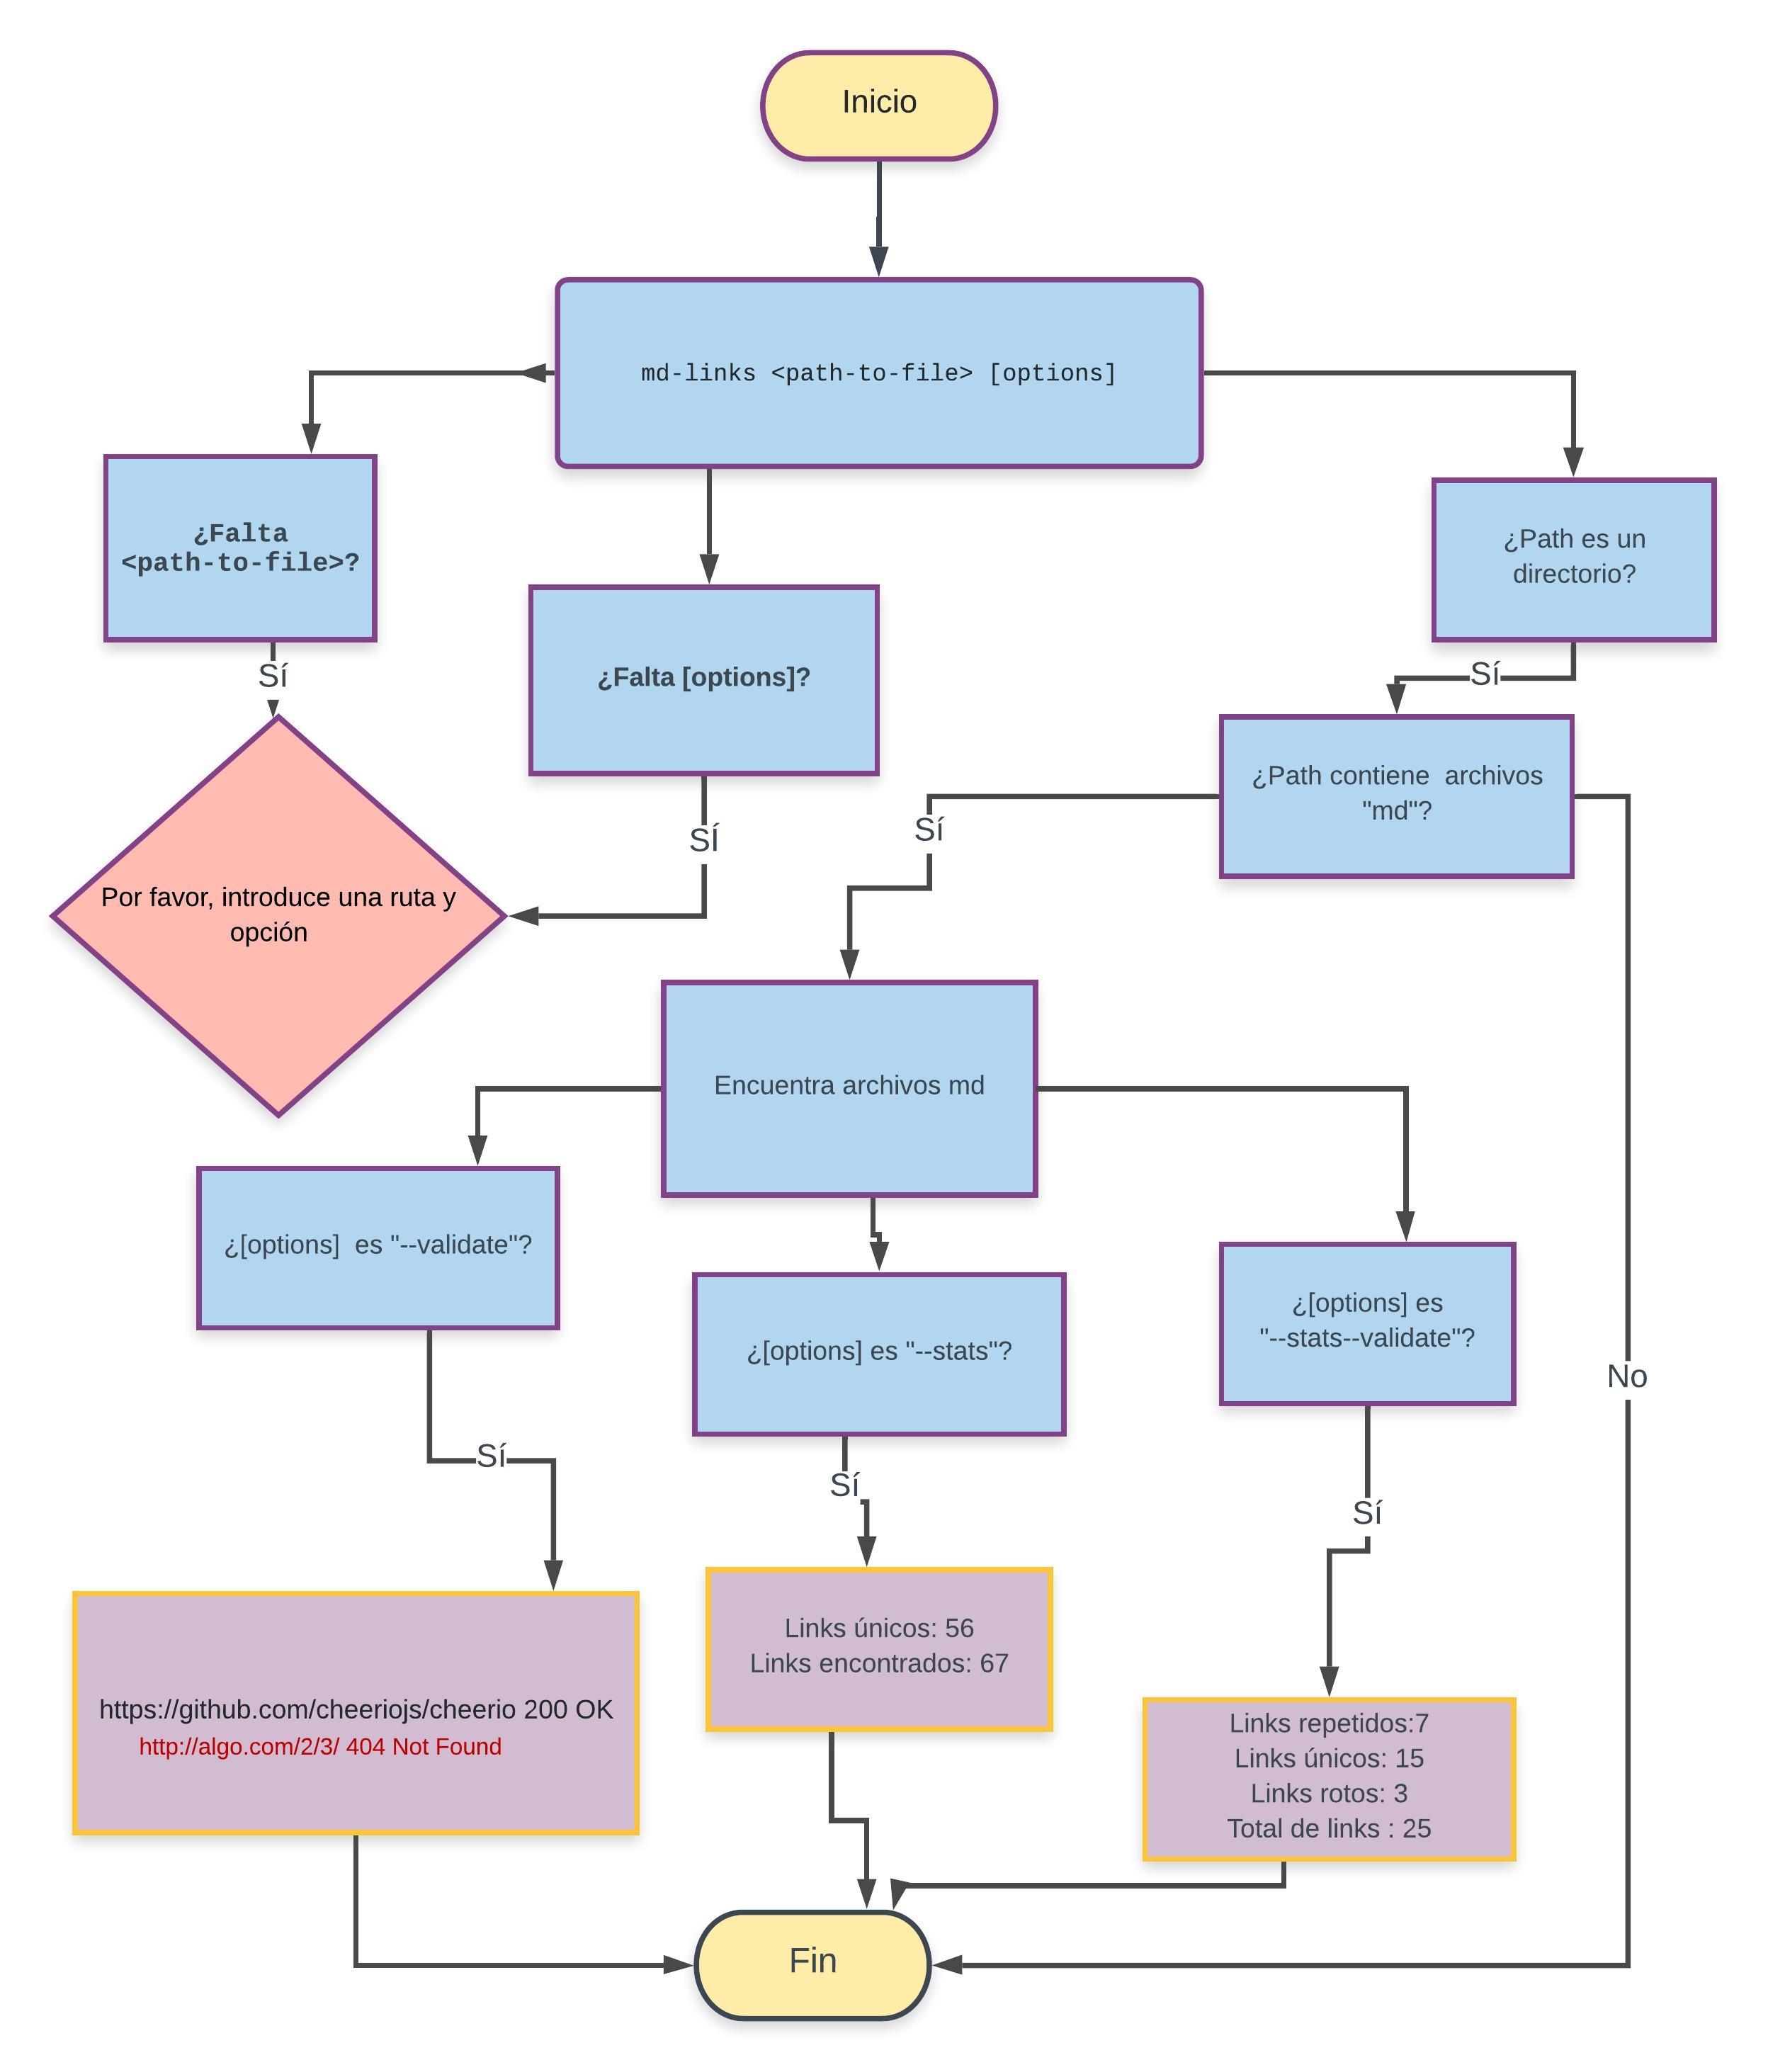 Inicio
md-links <path-to-file> [options]
¿Falta
<path-to-file>?
¿Path es un
directorio?
Sí
Sí
¿Falta [options]?
¿Path contiene  archivos
"md"?
Sí
SÍ
Por favor, introduce una ruta y
opción
Encuentra archivos md
¿[options]  es "--validate"?
¿[options] es "--stats"?
¿[options] es
"--stats--validate"?
No
Sí
Sí
Sí
Links únicos: 56
Links encontrados: 67
https://github.com/cheeriojs/cheerio 200 OK
http://algo.com/2/3/ 404 Not Found
Links repetidos:7
Links únicos: 15
Links rotos: 3
Total de links : 25
Fin